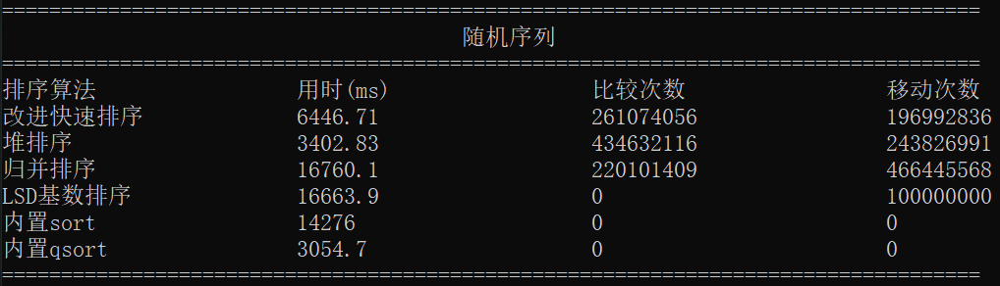 ===================================================================================
随机序列
===================================================================================
排序算法 用时(ms) 比较次数 移动次数
改进快速排序 6446.71 261074056 196992836
堆排序 3402.83 434632116 243826991
归并排序 16760.1 220101409 466445568
LSD基数排序 16663.9 0 100000000
内置sort 14276 0 0
内置qsort 3054.7 0 0
===================================================================================